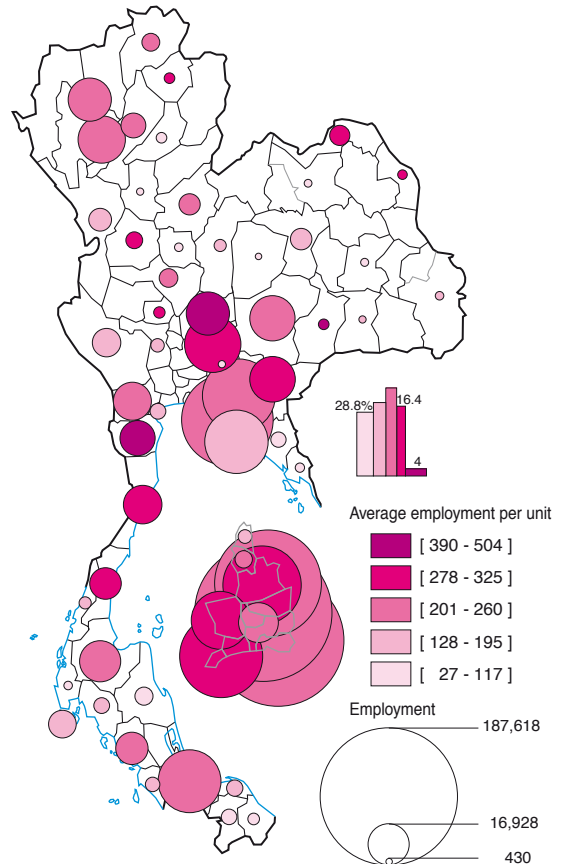 28.8%
16.4
4
Average employment per unit
[ 390 - 504 ]
[ 278 - 325 ]
[ 201 - 260 ]
[ 128 - 195 ]
[ 27 - 117 ]
Employment
187,618
16,928
430